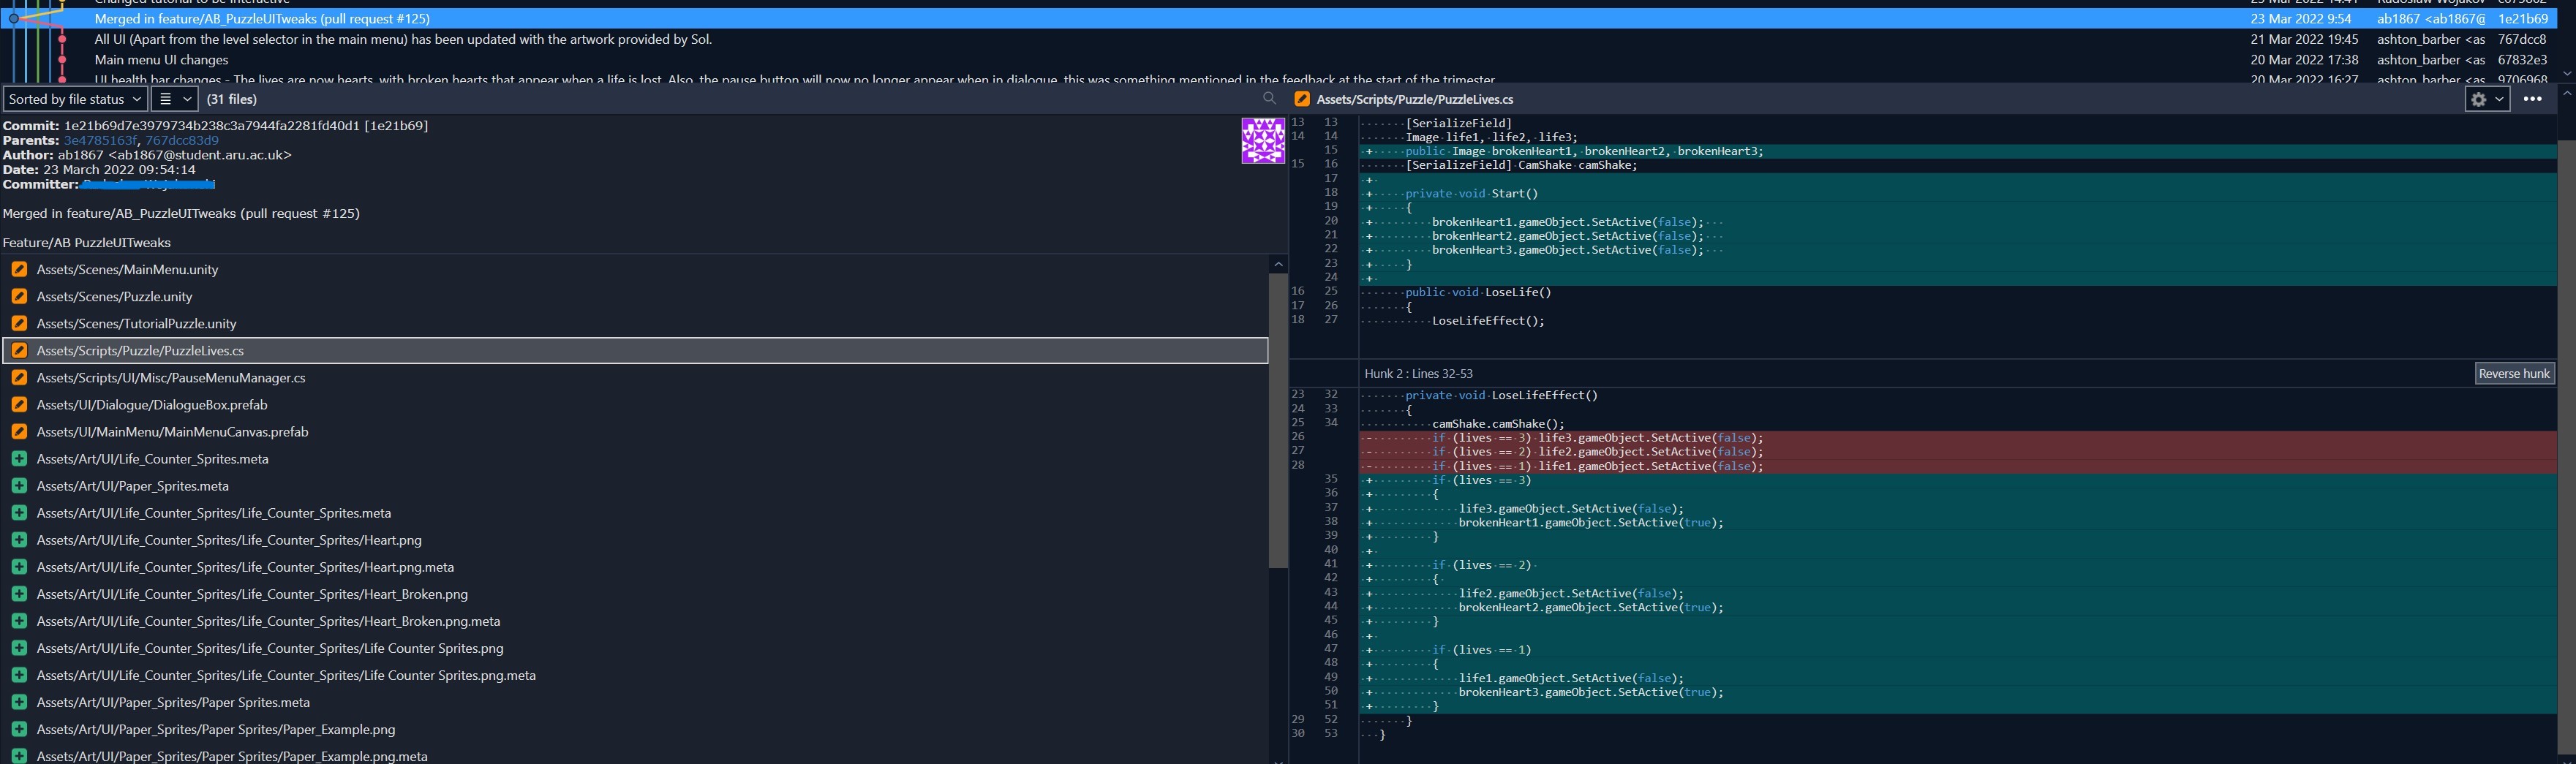 Changed tutorial to be interactive
Merged in feature/AB_PuzzleUITweaks (pull request #125) 23 Mar 2022 9:54 ab1867 <ab1867@ 1e21b69
All UI (Apart from the level selector in the main menu) has been updated with the artwork provided by Sol. 21 Mar 2022 19:45 ashton_barber <as 767dcc8
Main menu UI changes 20 Mar 2022 17:38 ashton_barber <as 67832e3
UI health bar changes - The lives are now hearts, with broken hearts that appear when a life is lost. Also, the pause button will now no longer appear when in dialogue, this was something mentioned in the feedback at the start of the trimester. 20 Mar 2022 16:27 ashton_barber <as 9706968
Sorted by file status (31 files)
Commit: 1e21b69d7e3979734b238c3a7944fa2281fd40d1 [1e21b69]
Parents: 3e4785163f, 767dcc83d9
Author: ab1867 <ab1867@student.aru.ac.uk>
Date: 23 March 2022 09:54:14
Committer:
Merged in feature/AB_PuzzleUITweaks (pull request #125)
Feature/AB PuzzleUITweaks
Assets/Scenes/MainMenu.unity
Assets/Scenes/Puzzle.unity
Assets/Scenes/TutorialPuzzle.unity
Assets/Scripts/Puzzle/PuzzleLives.cs
Assets/Scripts/UI/Misc/PauseMenuManager.cs
Assets/UI/Dialogue/DialogueBox.prefab
Assets/UI/MainMenu/MainMenuCanvas.prefab
Assets/Art/UI/Life_Counter_Sprites.meta
Assets/Art/UI/Paper_Sprites.meta
Assets/Art/UI/Life_Counter_Sprites/Life_Counter_Sprites.meta
Assets/Art/UI/Life_Counter_Sprites/Life_Counter_Sprites/Heart.png
Assets/Art/UI/Life_Counter_Sprites/Life_Counter_Sprites/Heart.png.meta
Assets/Art/UI/Life_Counter_Sprites/Life_Counter_Sprites/Heart_Broken.png
Assets/Art/UI/Life_Counter_Sprites/Life_Counter_Sprites/Heart_Broken.png.meta
Assets/Art/UI/Life_Counter_Sprites/Life_Counter_Sprites/Life Counter Sprites.png
Assets/Art/UI/Life_Counter_Sprites/Life_Counter_Sprites/Life Counter Sprites.png.meta
Assets/Art/UI/Paper_Sprites/Paper Sprites.meta
Assets/Art/UI/Paper_Sprites/Paper Sprites/Paper_Example.png
Assets/Art/UI/Paper_Sprites/Paper Sprites/Paper_Example.png.meta
Assets/Scripts/Puzzle/PuzzleLives.cs
13 13 [SerializeField]
14 14 Image life1, life2, life3;
15 + public Image brokenHeart1, brokenHeart2, brokenHeart3;
15 16 [SerializeField] CamShake camShake;
17 +
18 + private void Start()
19 + {
20 + brokenHeart1.gameObject.SetActive(false);
21 + brokenHeart2.gameObject.SetActive(false);
22 + brokenHeart3.gameObject.SetActive(false);
23 + }
24 +
16 25 public void LoseLife()
17 26 {
18 27 LoseLifeEffect();
Hunk 2 : Lines 32-53 Reverse hunk
23 32 private void LoseLifeEffect()
24 33 {
25 34 camShake.camShake();
26 - if (lives == 3) life3.gameObject.SetActive(false);
27 - if (lives == 2) life2.gameObject.SetActive(false);
28 - if (lives == 1) life1.gameObject.SetActive(false);
35 + if (lives == 3)
36 + {
37 + life3.gameObject.SetActive(false);
38 + brokenHeart1.gameObject.SetActive(true);
39 + }
40 +
41 + if (lives == 2)
42 + {
43 + life2.gameObject.SetActive(false);
44 + brokenHeart2.gameObject.SetActive(true);
45 + }
46 +
47 + if (lives == 1)
48 + {
49 + life1.gameObject.SetActive(false);
50 + brokenHeart3.gameObject.SetActive(true);
51 + }
29 52 }
30 53 }